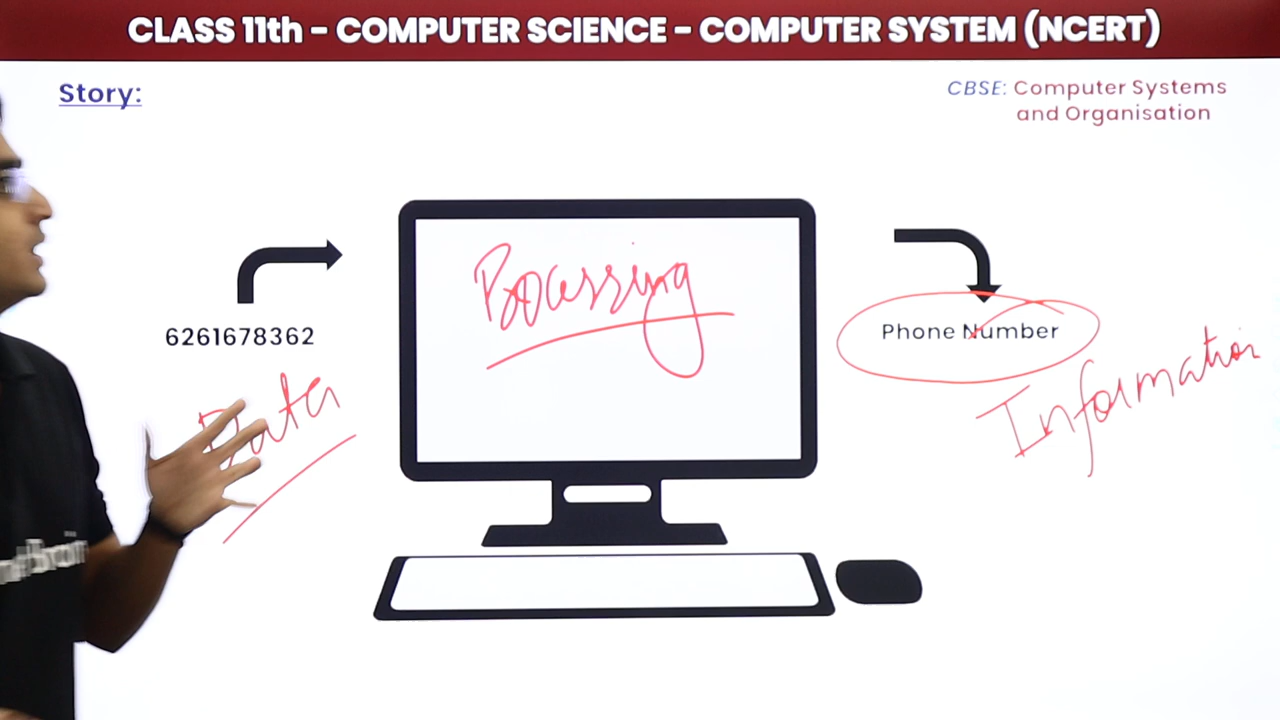 CLASS 11th - COMPUTER SCIENCE - COMPUTER SYSTEM (NCERT)
Story:
CBSE: Computer Systems
and Organisation
Processing
6261678362
Phone Number
Data
Information